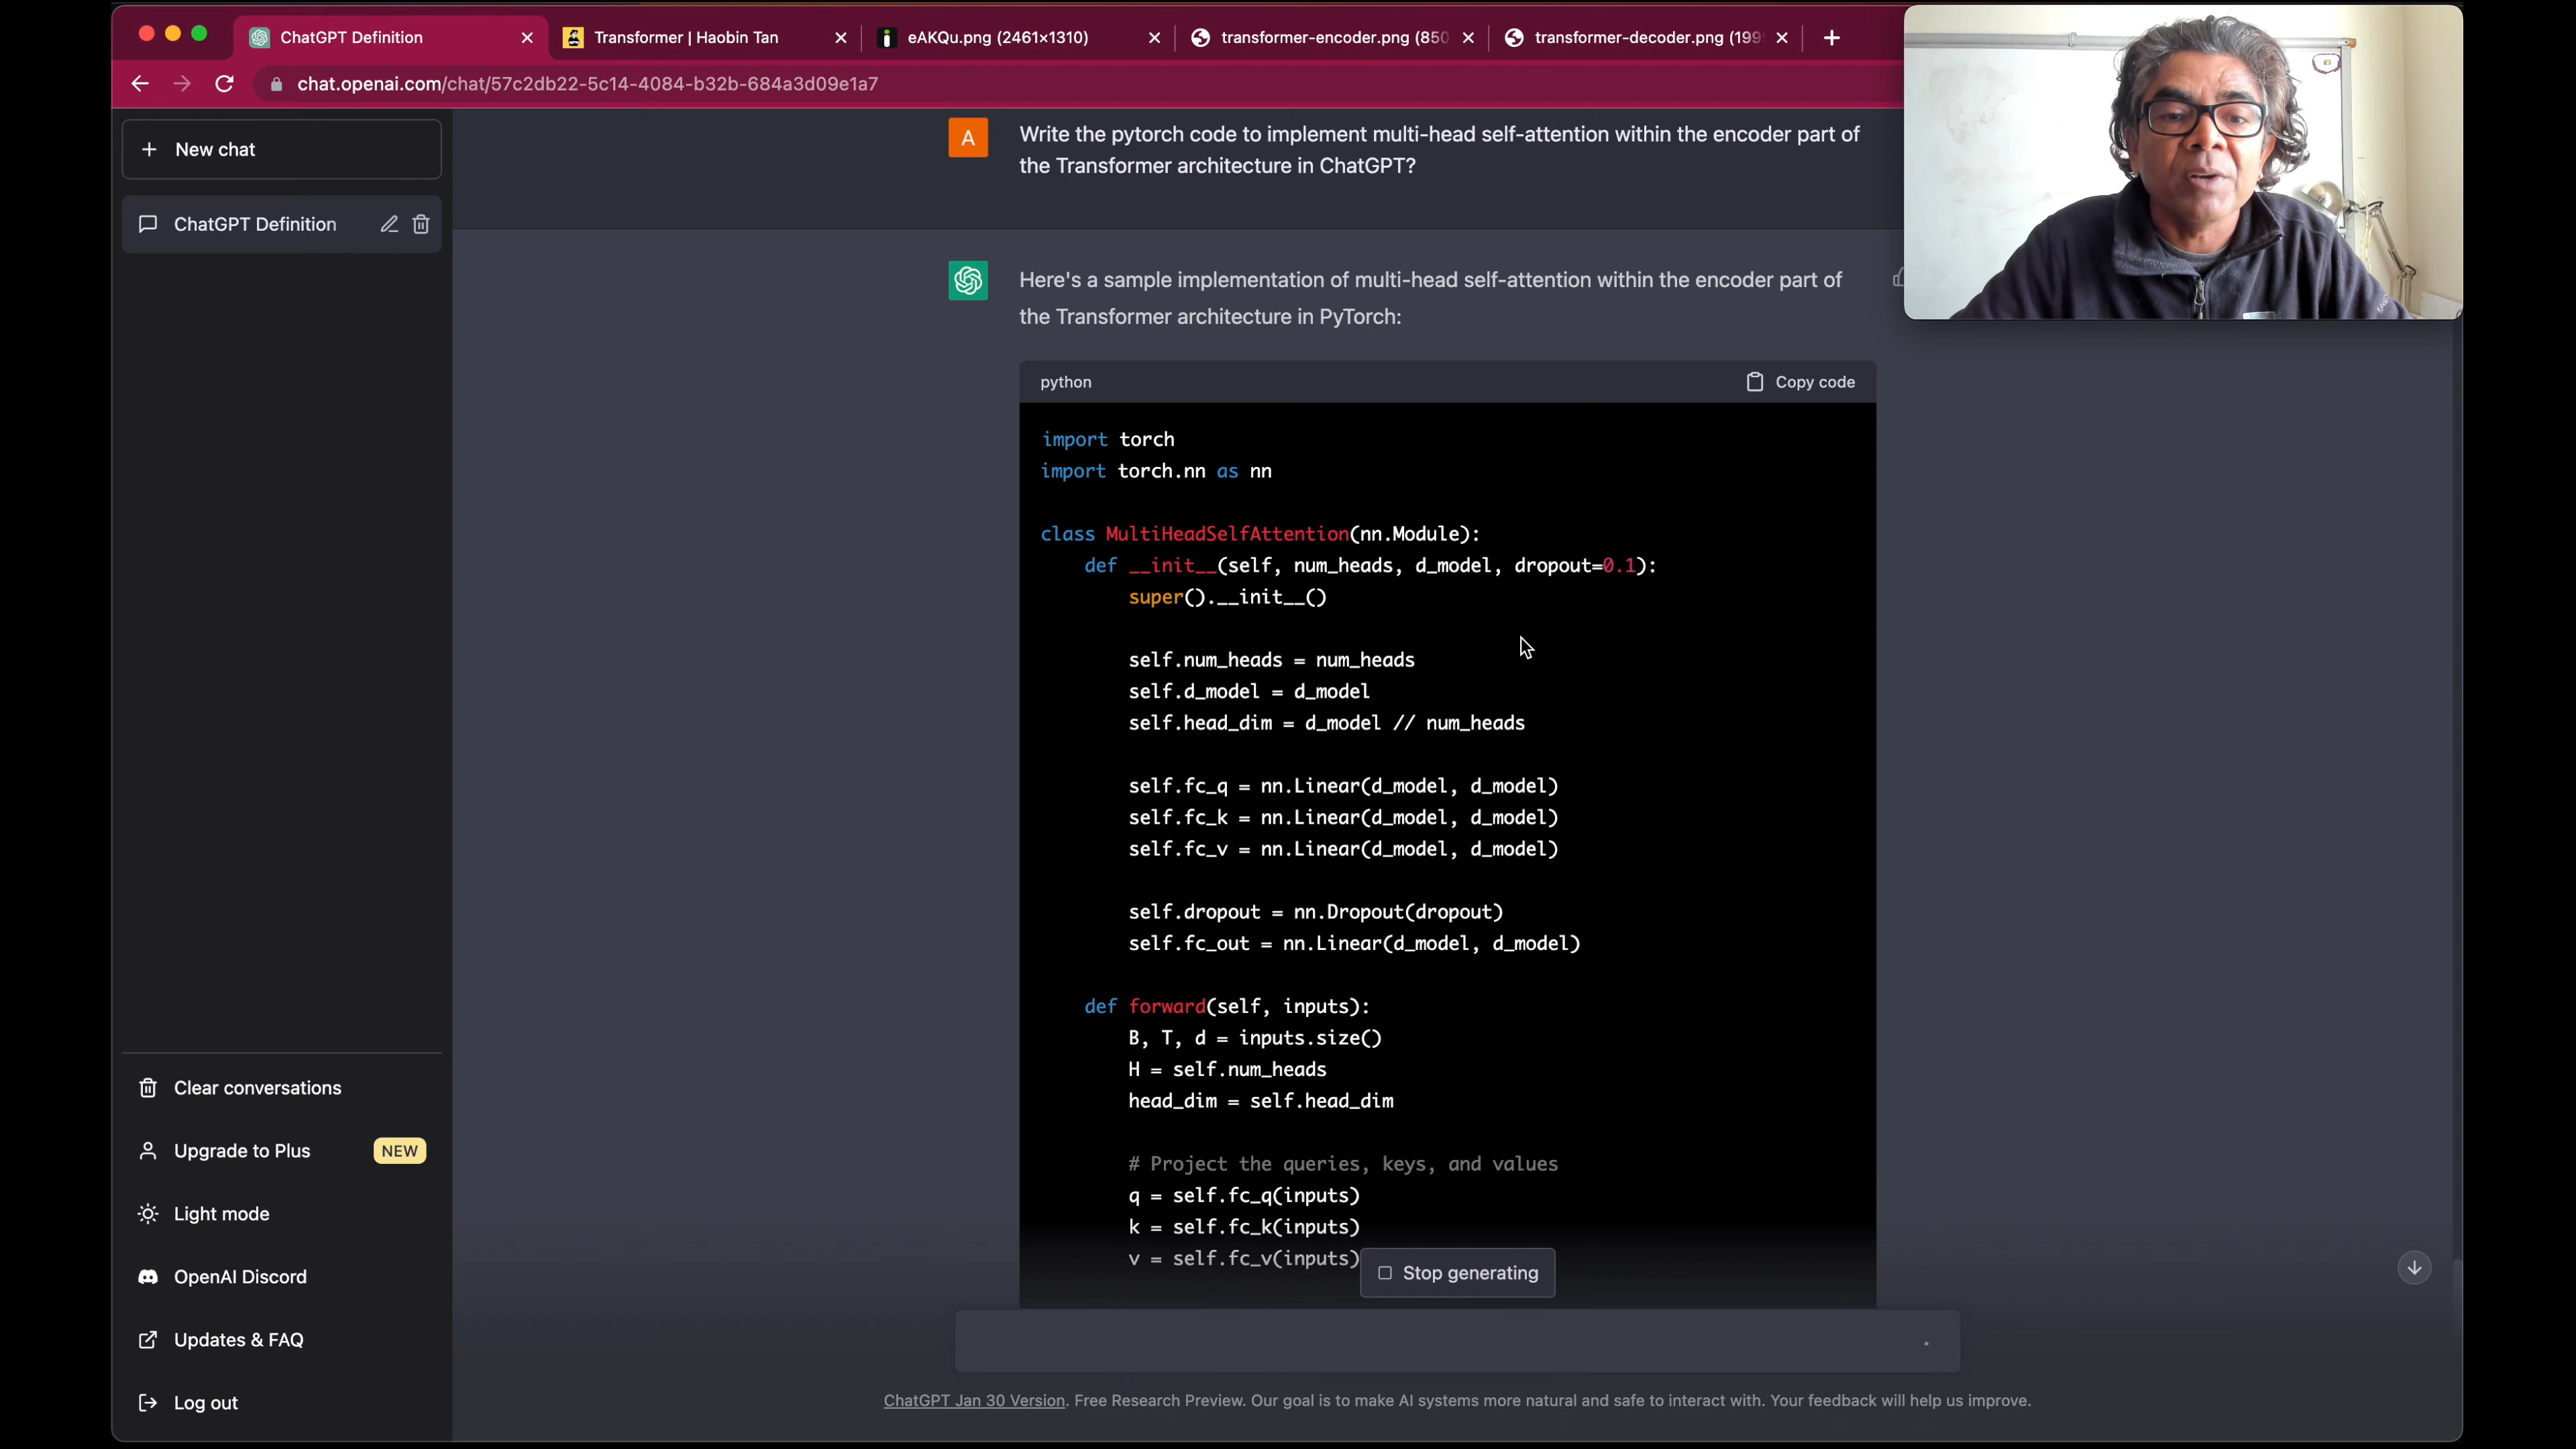 ChatGPT Definition
Transformer | Haobin Tan
eAKQu.png (2461×1310)
transformer-encoder.png (850
transformer-decoder.png (199
chat.openai.com/chat/57c2db22-5c14-4084-b32b-684a3d09e1a7
New chat
ChatGPT Definition
Clear conversations
Upgrade to Plus NEW
Light mode
OpenAI Discord
Updates & FAQ
Log out
A
Write the pytorch code to implement multi-head self-attention within the encoder part of
the Transformer architecture in ChatGPT?
Here's a sample implementation of multi-head self-attention within the encoder part of
the Transformer architecture in PyTorch:
python Copy code
import torch
import torch.nn as nn
class MultiHeadSelfAttention(nn.Module):
def __init__(self, num_heads, d_model, dropout=0.1):
super().__init__()
self.num_heads = num_heads
self.d_model = d_model
self.head_dim = d_model // num_heads
self.fc_q = nn.Linear(d_model, d_model)
self.fc_k = nn.Linear(d_model, d_model)
self.fc_v = nn.Linear(d_model, d_model)
self.dropout = nn.Dropout(dropout)
self.fc_out = nn.Linear(d_model, d_model)
def forward(self, inputs):
B, T, d = inputs.size()
H = self.num_heads
head_dim = self.head_dim
# Project the queries, keys, and values
q = self.fc_q(inputs)
k = self.fc_k(inputs)
v = self.fc_v(inputs)
Stop generating
ChatGPT Jan 30 Version. Free Research Preview. Our goal is to make AI systems more natural and safe to interact with. Your feedback will help us improve.